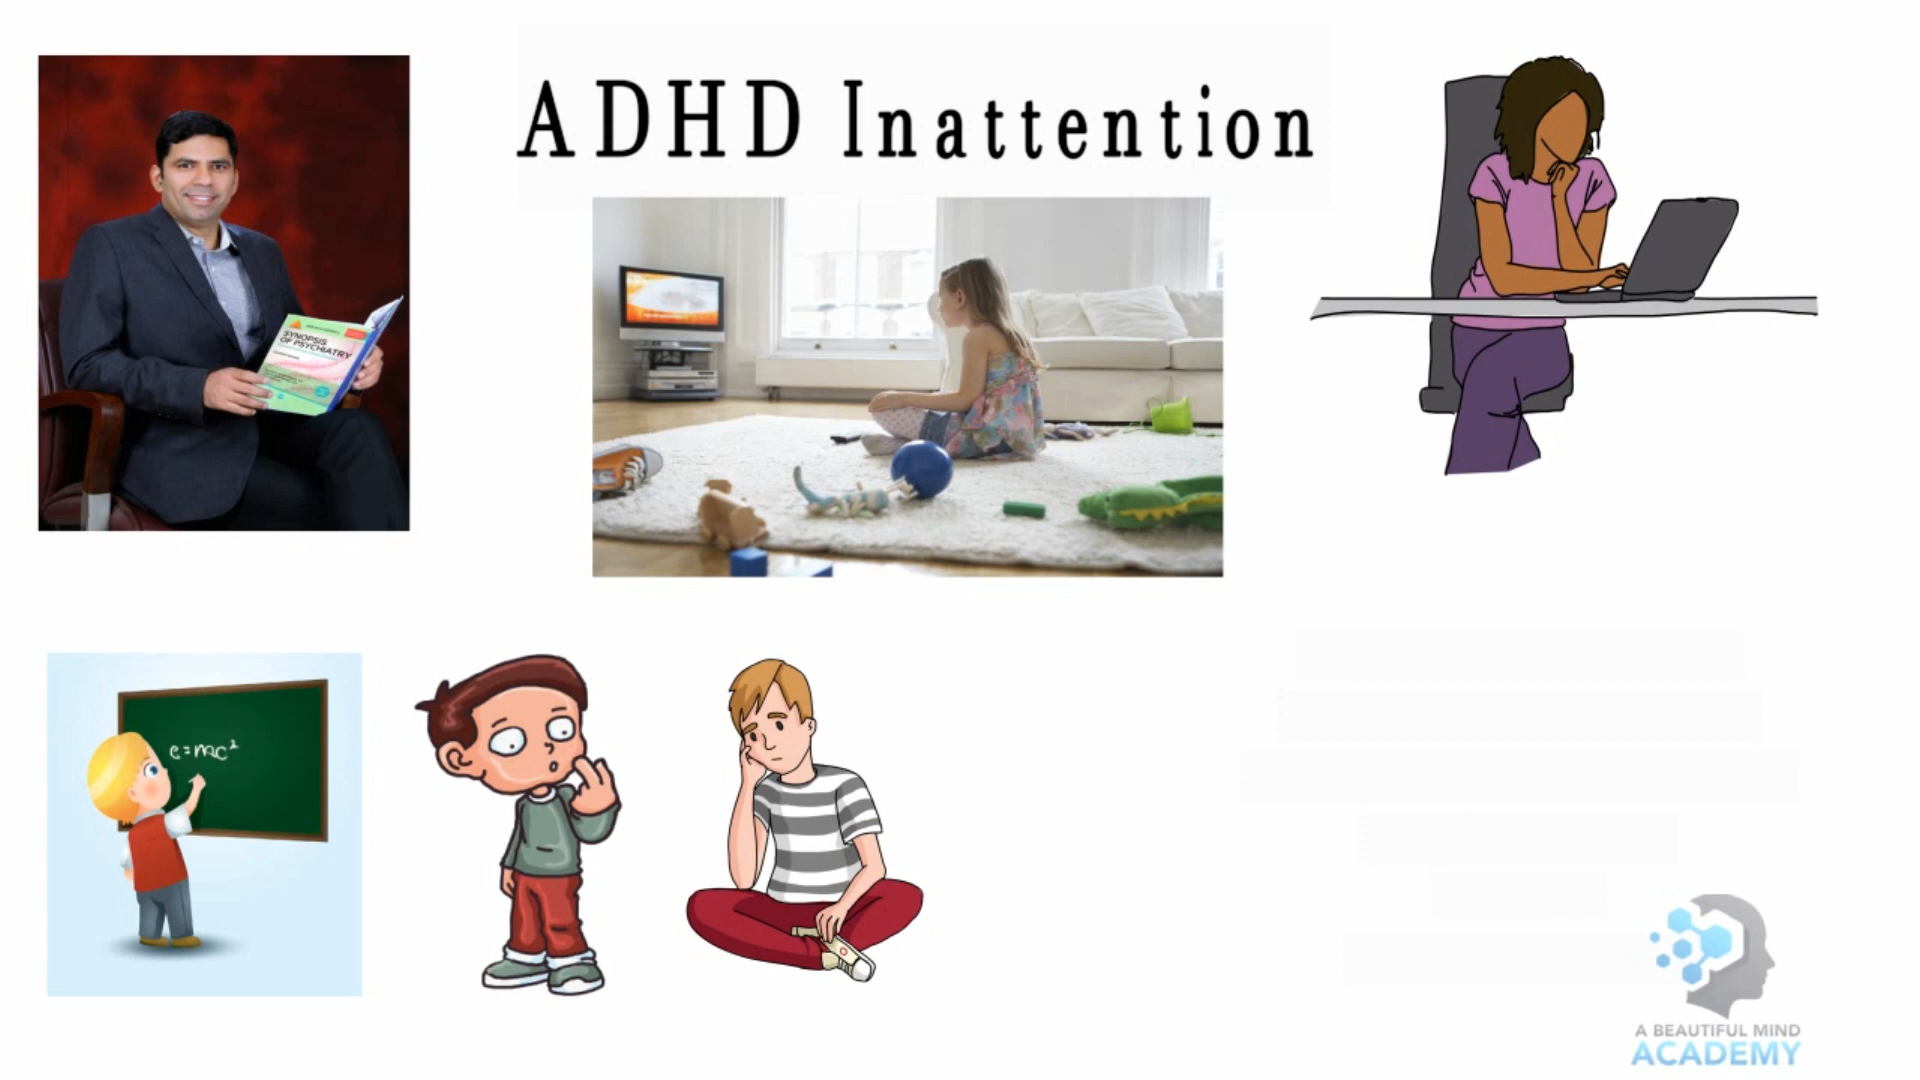 ADHD Inattention
SYNOPSIS
OF PSYCHIATRY
e=mc²
A BEAUTIFUL MIND
ACADEMY